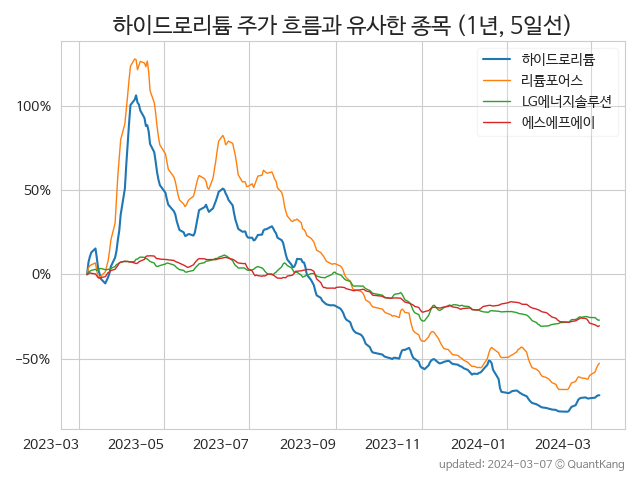 하이드로리튬 주가 흐름과 유사한 종목 (1년, 5일선)
하이드로리튬
리튬포어스
LG에너지솔루션
에스에프에이
100%
50%
0%
−50%
2023-03
2023-05
2023-07
2023-09
2023-11
2024-01
2024-03
updated: 2024-03-07 © QuantKang